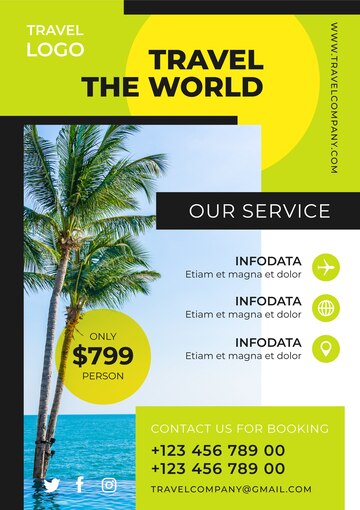 TRAVEL
LOGO
TRAVEL
THE WORLD
WWW.TRAVELCOMPANY.COM
OUR SERVICE
INFODATA
Etiam et magna et dolor
INFODATA
Etiam et magna et dolor
INFODATA
Etiam et magna et dolor
ONLY
$799
PERSON
CONTACT US FOR BOOKING
+123 456 789 00
+123 456 789 00
TRAVELCOMPANY@GMAIL.COM